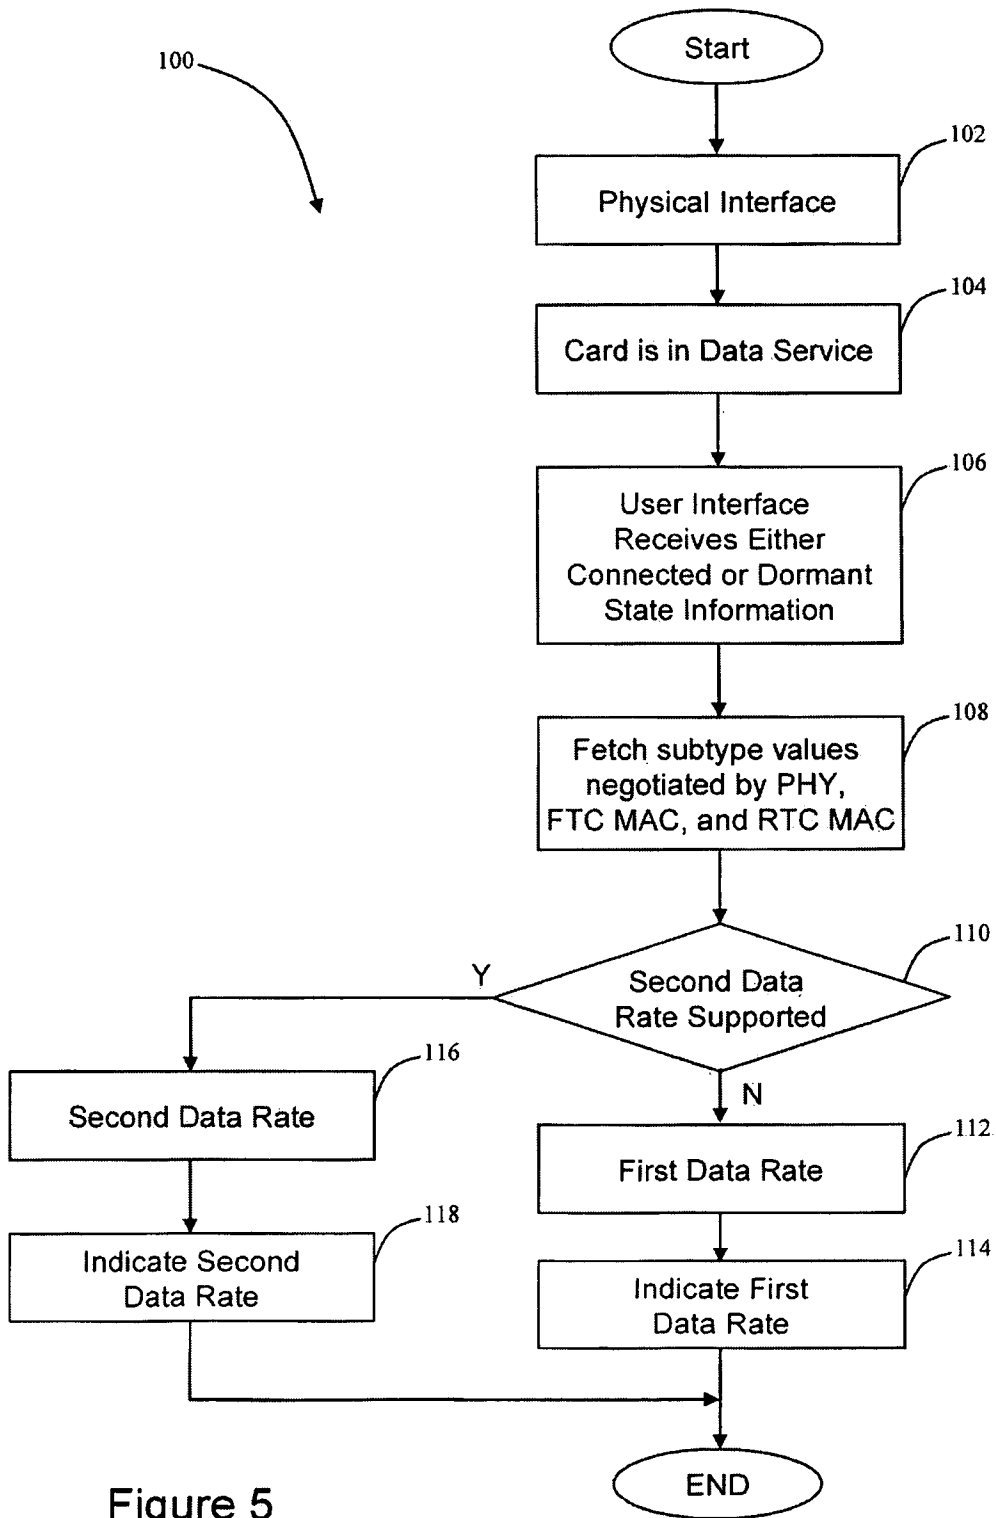 Start
100
102
Physical Interface
104
Card is in Data Service
106
User Interface
Receives Either
Connected or Dormant
State Information
108
Fetch subtype values
negotiated by PHY,
FTC MAC, and RTC MAC
110
Y
Second Data
Rate Supported
116
N
Second Data Rate
112
First Data Rate
118
Indicate Second
Data Rate
114
Indicate First
Data Rate
END
Figure 5